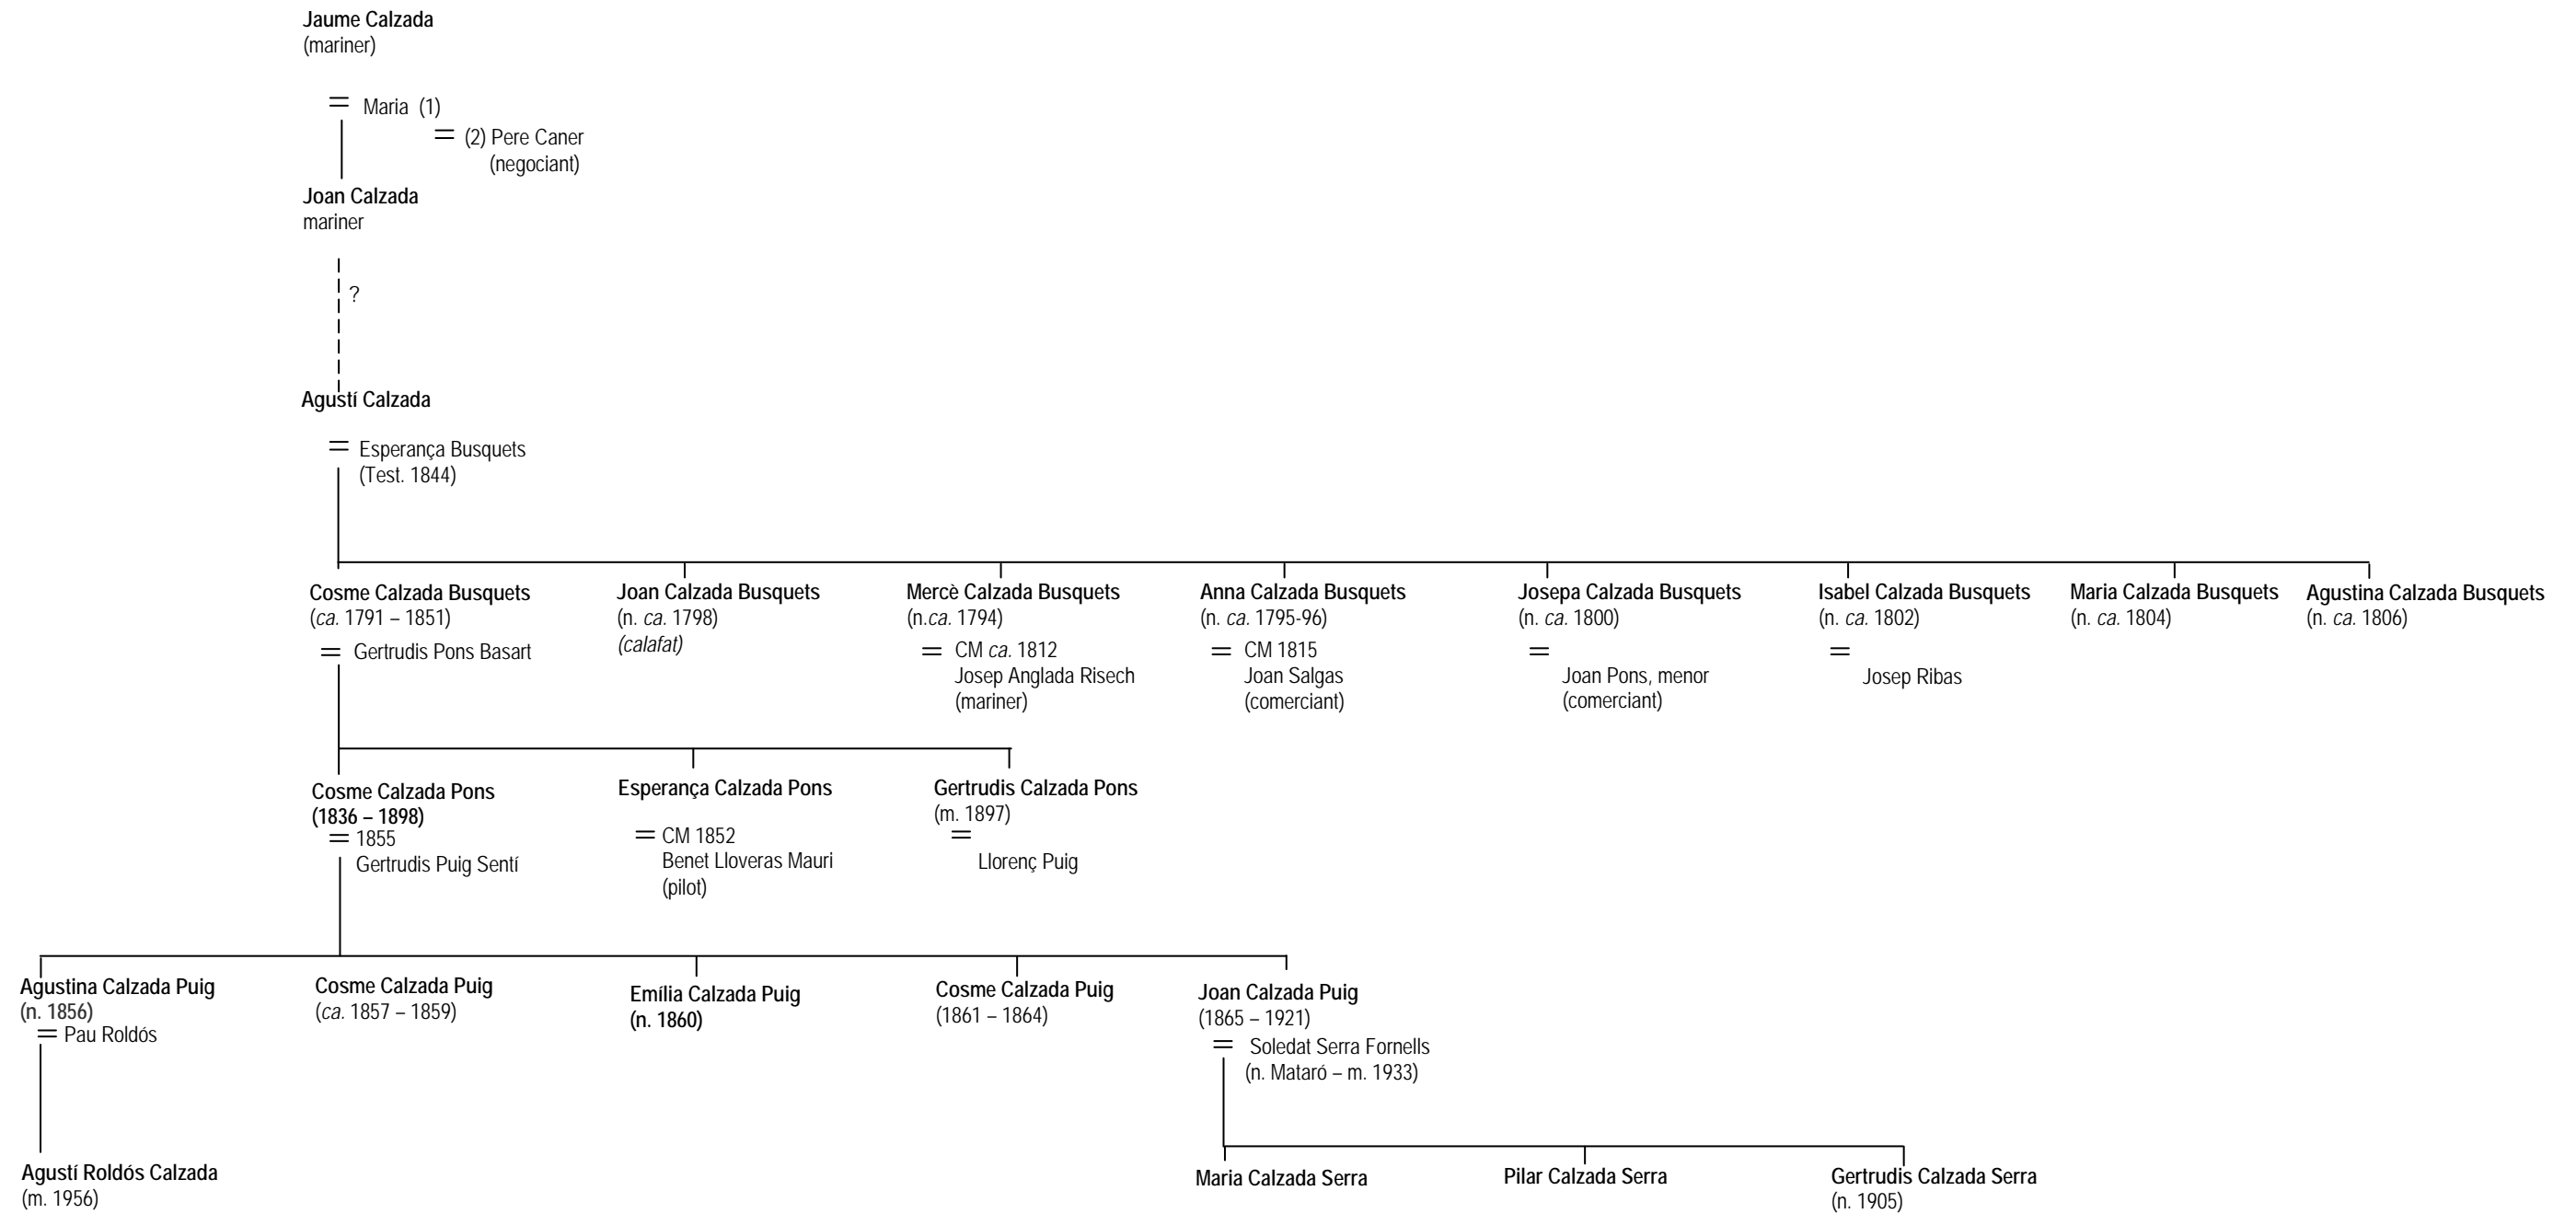 Jaume Calzada
(mariner)
= Maria (1)
= (2) Pere Caner
(negociant)
Joan Calzada
mariner
?
Agustí Calzada
= Esperança Busquets
(Test. 1844)
Cosme Calzada Busquets
(ca. 1791 – 1851)
= Gertrudis Pons Basart
Joan Calzada Busquets
(n. ca. 1798)
(calafat)
Mercè Calzada Busquets
(n.ca. 1794)
= CM ca. 1812
Josep Anglada Risech
(mariner)
Anna Calzada Busquets
(n. ca. 1795-96)
= CM 1815
Joan Salgas
(comerciant)
Josepa Calzada Busquets
(n. ca. 1800)
=
Joan Pons, menor
(comerciant)
Isabel Calzada Busquets
(n. ca. 1802)
=
Josep Ribas
Maria Calzada Busquets
(n. ca. 1804)
Agustina Calzada Busquets
(n. ca. 1806)
Cosme Calzada Pons
(1836 – 1898)
= 1855
Gertrudis Puig Sentí
Esperança Calzada Pons
= CM 1852
Benet Lloveras Mauri
(pilot)
Gertrudis Calzada Pons
(m. 1897)
=
Llorenç Puig
Agustina Calzada Puig
(n. 1856)
= Pau Roldós
Cosme Calzada Puig
(ca. 1857 – 1859)
Emília Calzada Puig
(n. 1860)
Cosme Calzada Puig
(1861 – 1864)
Joan Calzada Puig
(1865 – 1921)
= Soledat Serra Fornells
(n. Mataró – m. 1933)
Agustí Roldós Calzada
(m. 1956)
Maria Calzada Serra
Pilar Calzada Serra
Gertrudis Calzada Serra
(n. 1905)